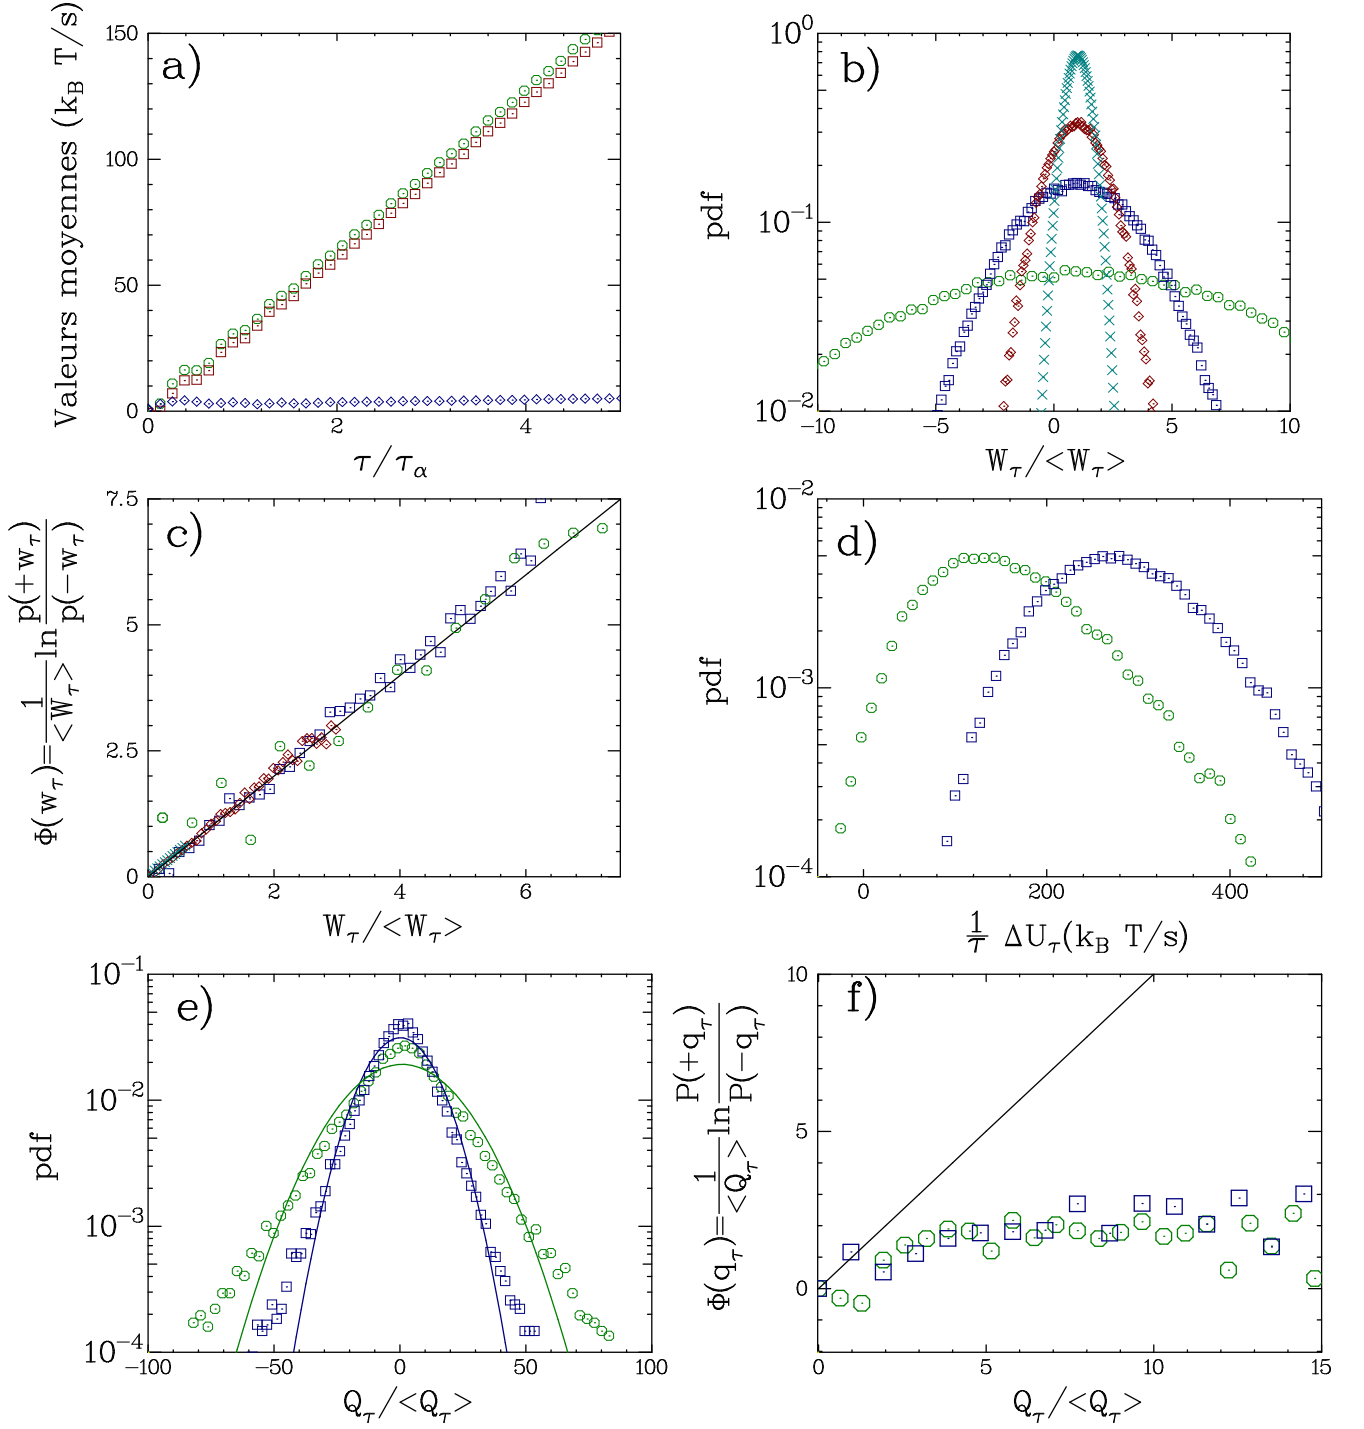 a)
Valeurs moyennes (k_B T/s)
150
100
50
0
0 2 4
τ/τ_α
b)
pdf
10^0
10^-1
10^-2
-10 -5 0 5 10
W_τ/<W_τ>
c)
Φ(w_τ)=1/<W_τ> ln p(+w_τ)/p(-w_τ)
7.5
5
2.5
0
0 2 4 6
W_τ/<W_τ>
d)
pdf
10^-2
10^-3
10^-4
0 200 400
1/τ ΔU_τ(k_B T/s)
e)
pdf
10^-1
10^-2
10^-3
10^-4
-100 -50 0 50 100
Q_τ/<Q_τ>
f)
Φ(q_τ)=1/<Q_τ> ln P(+q_τ)/P(-q_τ)
10
5
0
0 5 10 15
Q_τ/<Q_τ>